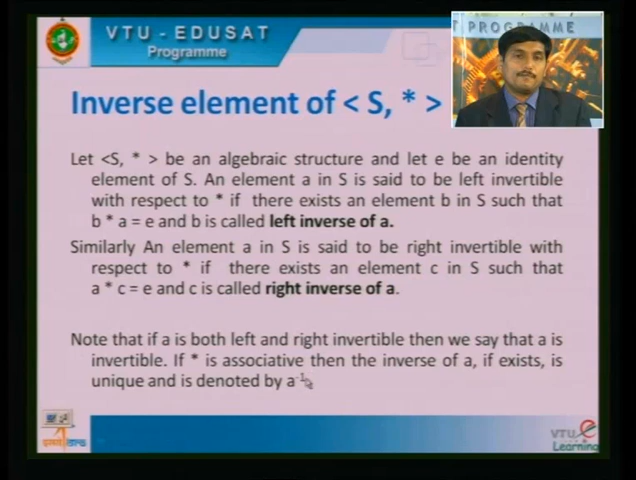 VTU - EDUSAT
Programme
T PROGRAMME
Inverse element of < S, * >
Let <S, * > be an algebraic structure and let e be an identity
element of S. An element a in S is said to be left invertible
with respect to * if there exists an element b in S such that
b * a = e and b is called left inverse of a.
Similarly An element a in S is said to be right invertible with
respect to * if there exists an element c in S such that
a * c = e and c is called right inverse of a.
Note that if a is both left and right invertible then we say that a is
invertible. If * is associative then the inverse of a, if exists, is
unique and is denoted by a⁻¹
VTU e
Learning